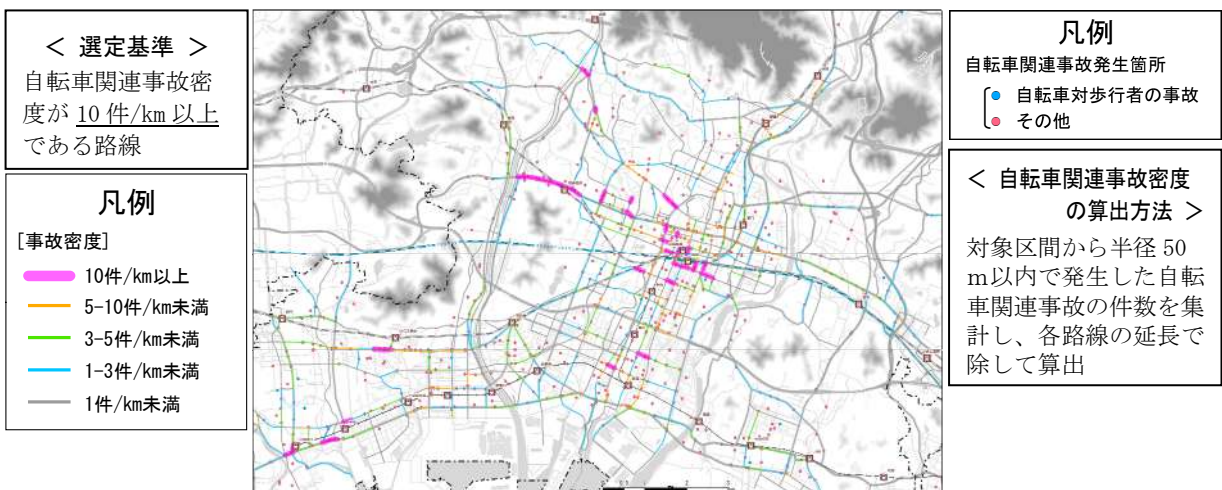 ＜ 選定基準 ＞
自転車関連事故密
度が 10 件/km 以上
である路線
凡例
[事故密度]
10件/km以上
5-10件/km未満
3-5件/km未満
1-3件/km未満
1件/km未満
凡例
自転車関連事故発生箇所
自転車対歩行者の事故
その他
＜ 自転車関連事故密度
の算出方法 ＞
対象区間から半径 50
ｍ以内で発生した自転
車関連事故の件数を集
計し、各路線の延長で
除して算出